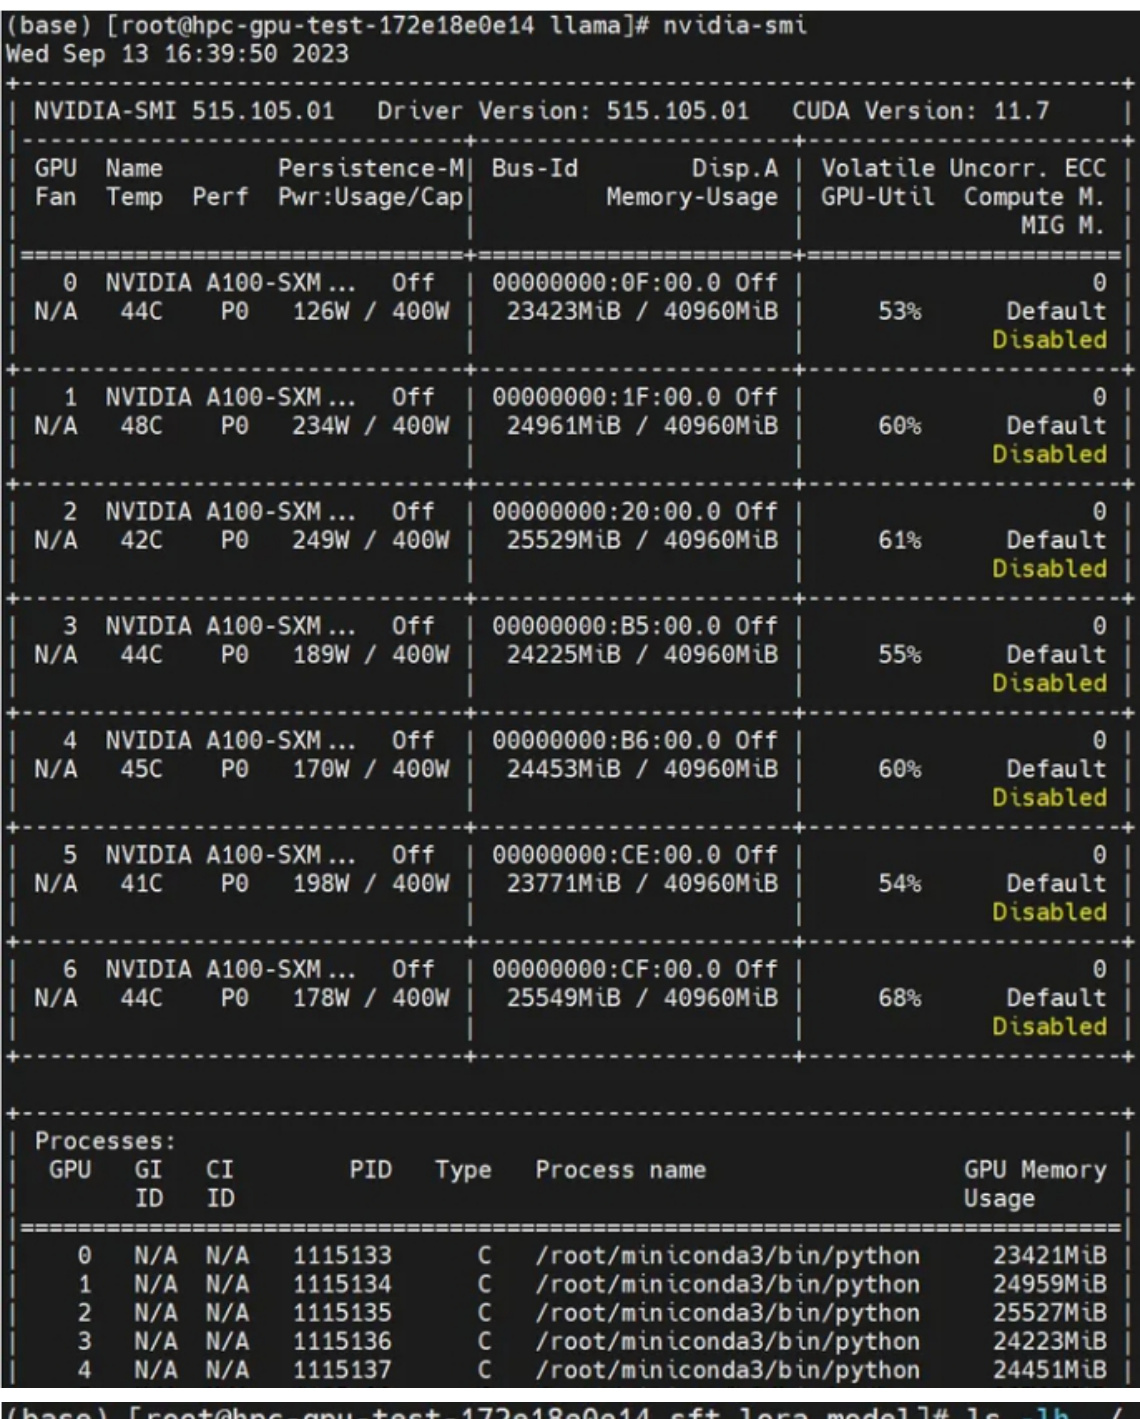 (base) [root@hpc-gpu-test-172e18e0e14 llama]# nvidia-smi
Wed Sep 13 16:39:50 2023
NVIDIA-SMI 515.105.01 Driver Version: 515.105.01 CUDA Version: 11.7
GPU Name Persistence-M| Bus-Id Disp.A | Volatile Uncorr. ECC
Fan Temp Perf Pwr:Usage/Cap| Memory-Usage | GPU-Util Compute M.
MIG M.
0 NVIDIA A100-SXM... Off | 00000000:0F:00.0 Off | 0
N/A 44C P0 126W / 400W | 23423MiB / 40960MiB | 53% Default
Disabled
1 NVIDIA A100-SXM... Off | 00000000:1F:00.0 Off | 0
N/A 48C P0 234W / 400W | 24961MiB / 40960MiB | 60% Default
Disabled
2 NVIDIA A100-SXM... Off | 00000000:20:00.0 Off | 0
N/A 42C P0 249W / 400W | 25529MiB / 40960MiB | 61% Default
Disabled
3 NVIDIA A100-SXM... Off | 00000000:B5:00.0 Off | 0
N/A 44C P0 189W / 400W | 24225MiB / 40960MiB | 55% Default
Disabled
4 NVIDIA A100-SXM... Off | 00000000:B6:00.0 Off | 0
N/A 45C P0 170W / 400W | 24453MiB / 40960MiB | 60% Default
Disabled
5 NVIDIA A100-SXM... Off | 00000000:CE:00.0 Off | 0
N/A 41C P0 198W / 400W | 23771MiB / 40960MiB | 54% Default
Disabled
6 NVIDIA A100-SXM... Off | 00000000:CF:00.0 Off | 0
N/A 44C P0 178W / 400W | 25549MiB / 40960MiB | 68% Default
Disabled
Processes:
GPU GI CI PID Type Process name GPU Memory
ID ID Usage
0 N/A N/A 1115133 C /root/miniconda3/bin/python 23421MiB
1 N/A N/A 1115134 C /root/miniconda3/bin/python 24959MiB
2 N/A N/A 1115135 C /root/miniconda3/bin/python 25527MiB
3 N/A N/A 1115136 C /root/miniconda3/bin/python 24223MiB
4 N/A N/A 1115137 C /root/miniconda3/bin/python 24451MiB
(base) [root@hpc-gpu-test-172e18e0e14 sft_lora_model]# ls